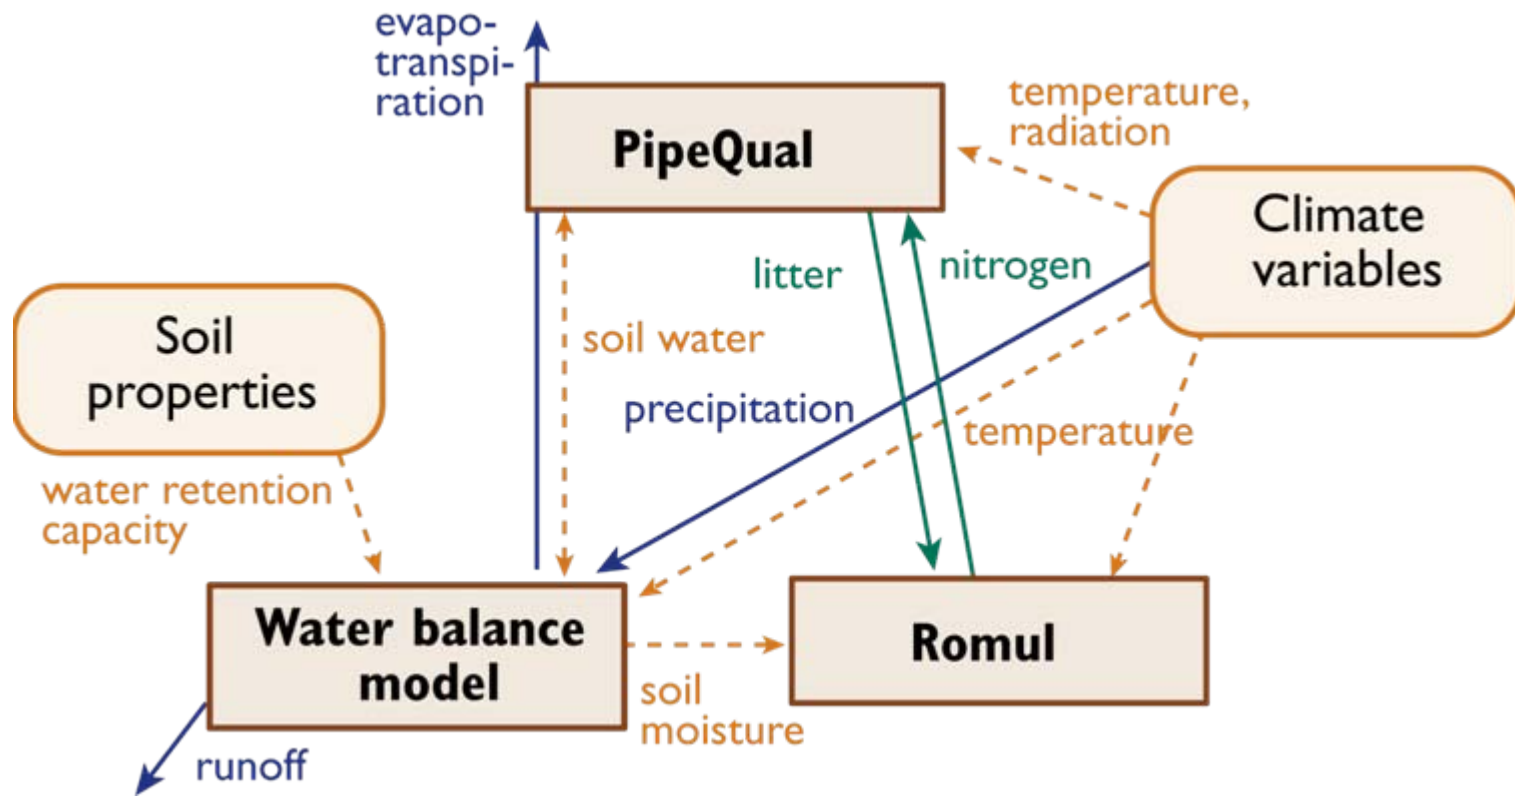 evapo-
transpi-
ration
PipeQual
temperature,
radiation
Climate
variables
litter
nitrogen
Soil
properties
soil water
precipitation
temperature
water retention
capacity
Water balance
model
Romul
soil
moisture
runoff